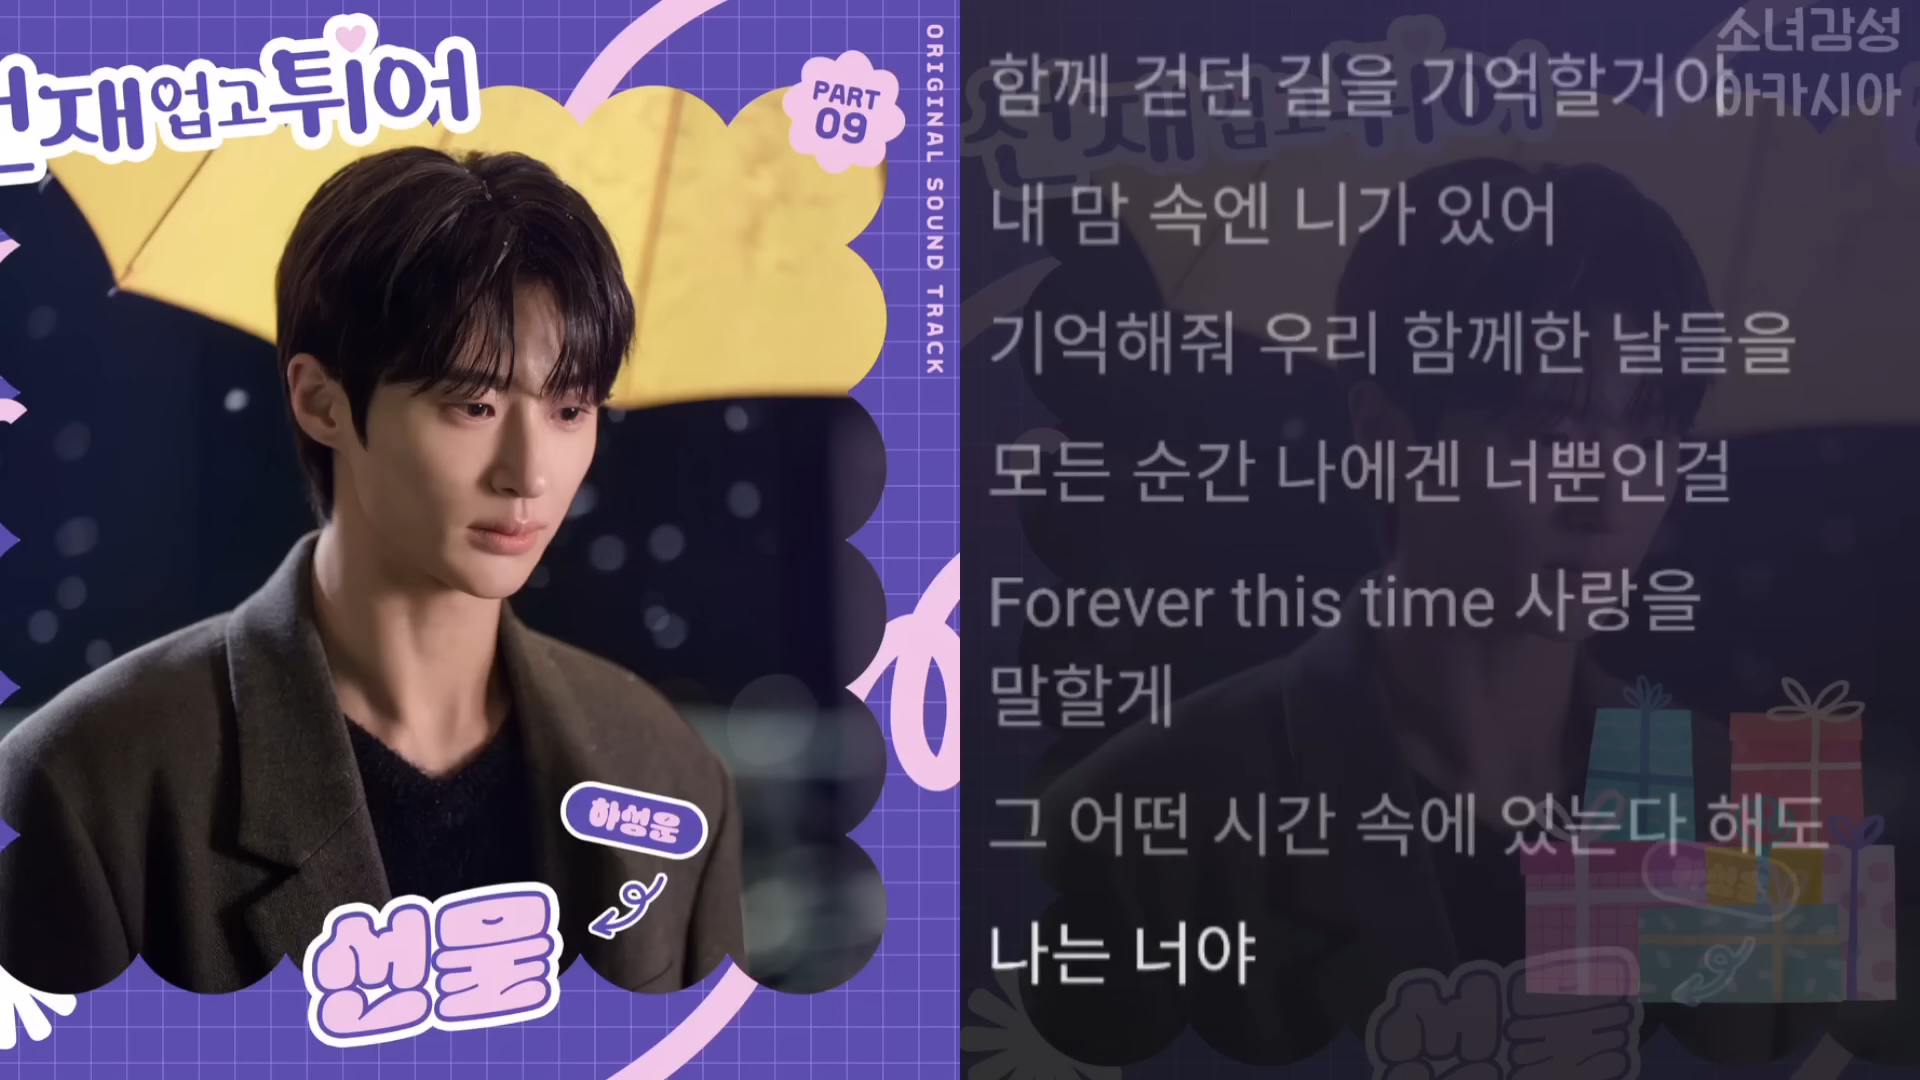 선재업고튀어
PART
09
ORIGINAL SOUND TRACK
하성운
선물
소녀감성
아카시아
함께 걷던 길을 기억할거야
내 맘 속엔 니가 있어
기억해줘 우리 함께한 날들을
모든 순간 나에겐 너뿐인걸
Forever this time 사랑을
말할게
그 어떤 시간 속에 있는다 해도
나는 너야